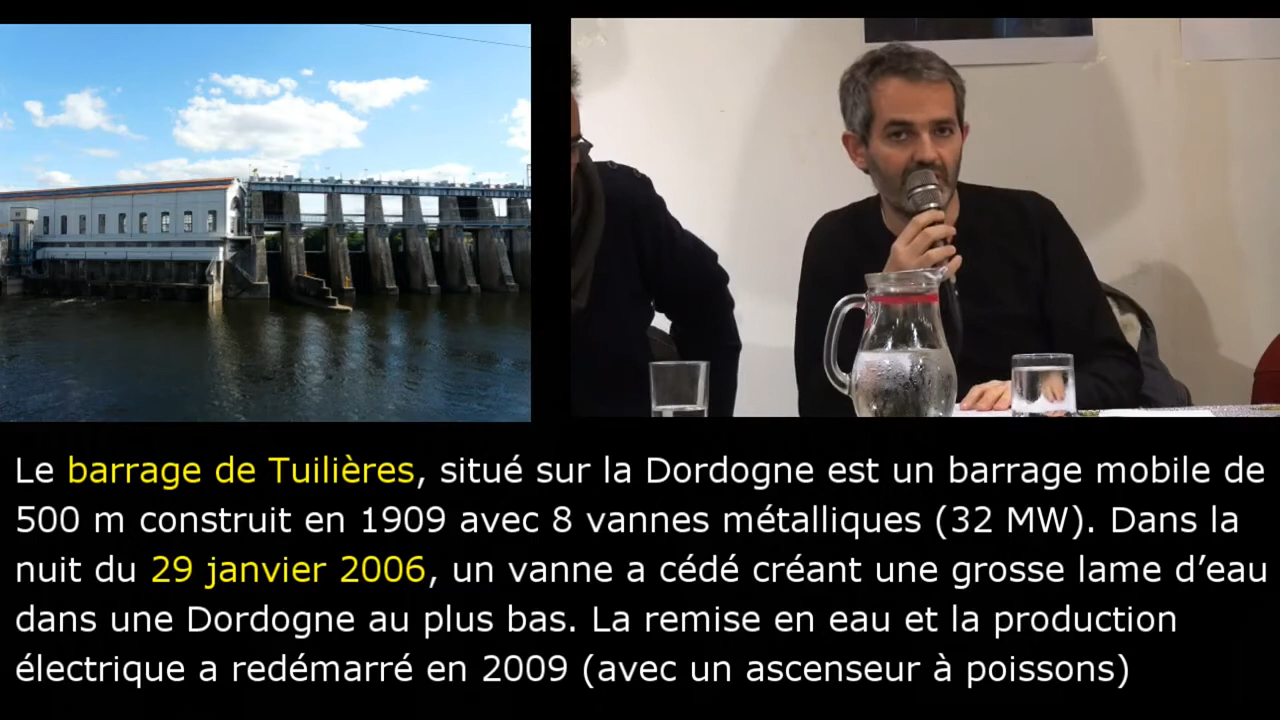 Le barrage de Tuilières, situé sur la Dordogne est un barrage mobile de
500 m construit en 1909 avec 8 vannes métalliques (32 MW). Dans la
nuit du 29 janvier 2006, un vanne a cédé créant une grosse lame d’eau
dans une Dordogne au plus bas. La remise en eau et la production
électrique a redémarré en 2009 (avec un ascenseur à poissons)